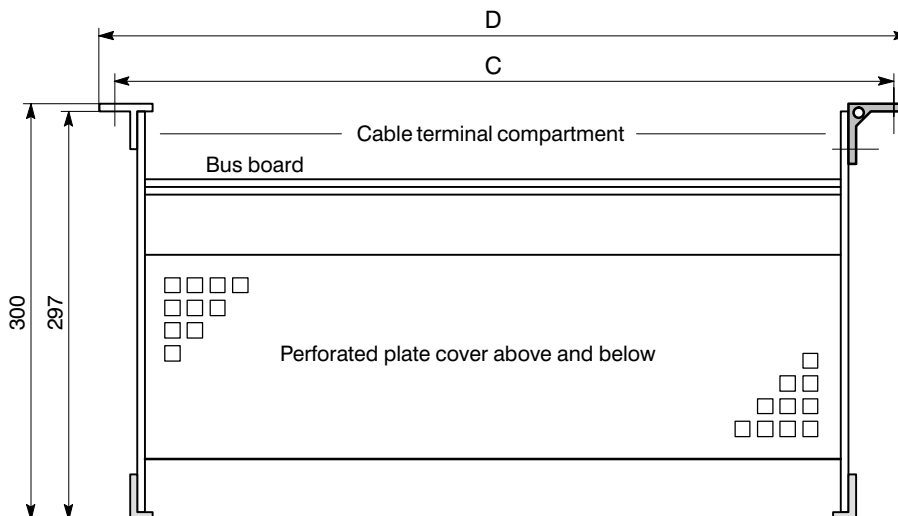 D
C
Cable terminal compartment
Bus board
300
297
Perforated plate cover above and below